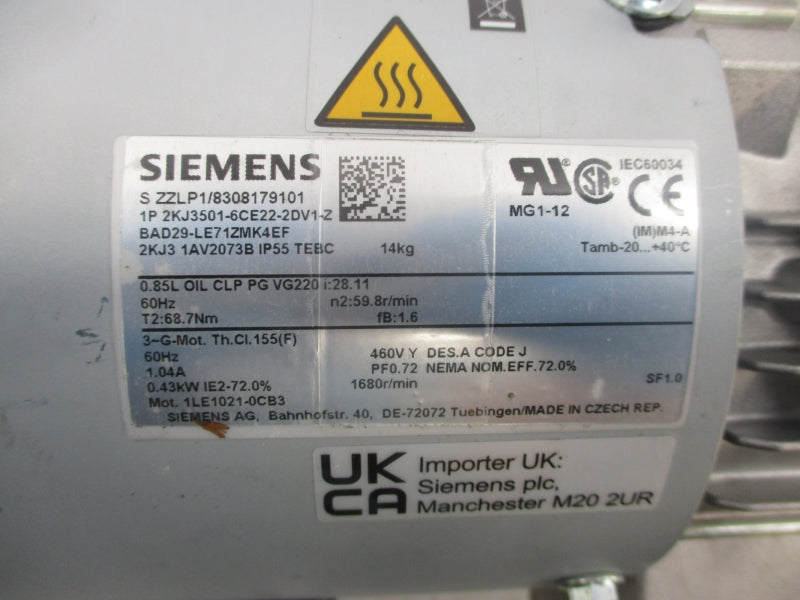 SIEMENS
S ZZLP1/8308179101
1P 2KJ3501-6CE22-2DV1-Z
BAD29-LE71ZMK4EF
2KJ3 1AV2073B IP55 TEBC 14kg
IEC60034
MG1-12
(IM)M4-A
Tamb-20...+40°C
0.85L OIL CLP PG VG220 i:28.11
60Hz n2:59.8r/min
T2:68.7Nm fB:1.6
3~G-Mot. Th.Cl.155(F)
60Hz 460V Y DES.A CODE J
1.04A PF0.72 NEMA NOM.EFF.72.0%
0.43kW IE2-72.0% 1680r/min SF1.0
Mot. 1LE1021-0CB3
SIEMENS AG, Bahnhofstr. 40, DE-72072 Tuebingen/MADE IN CZECH REP.
UK
CA
Importer UK:
Siemens plc,
Manchester M20 2UR